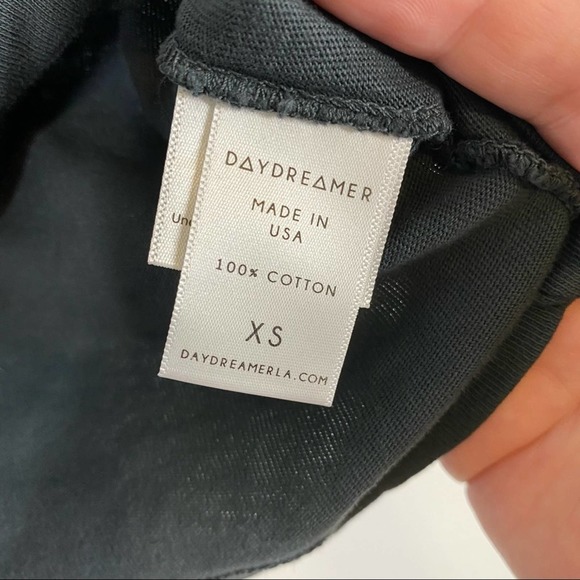 DAYDREAMER
MADE IN
USA
100% COTTON
XS
DAYDREAMERLA.COM